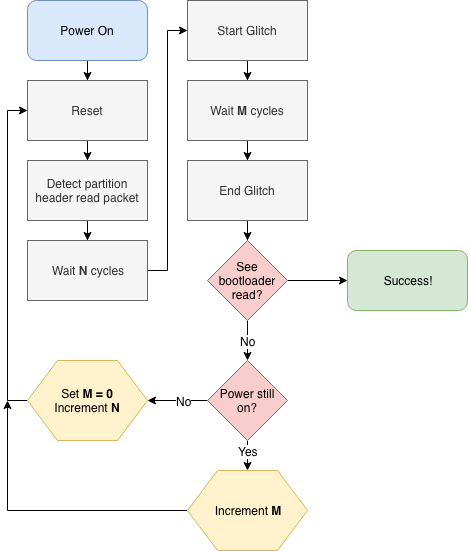 Power On
Reset
Detect partition
header read packet
Wait N cycles
Start Glitch
Wait M cycles
End Glitch
See
bootloader
read?
Success!
No
Power still
on?
No
Set M = 0
Increment N
Yes
Increment M